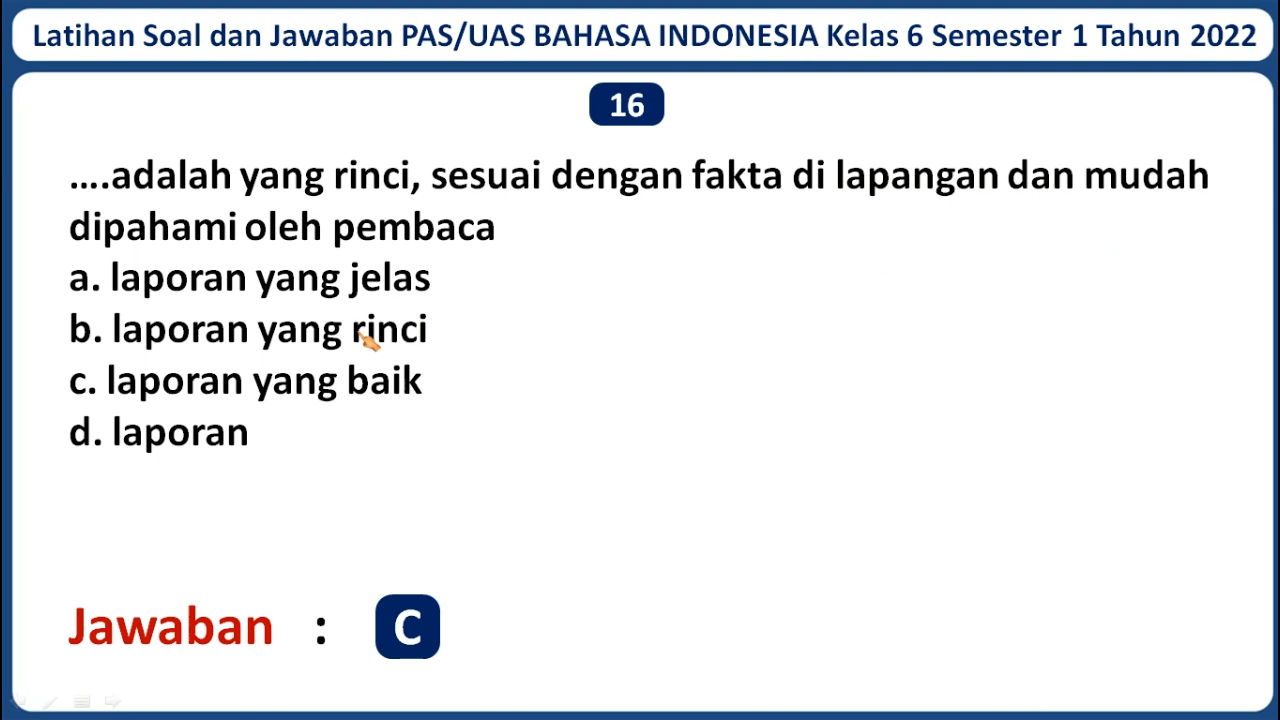 Latihan Soal dan Jawaban PAS/UAS BAHASA INDONESIA Kelas 6 Semester 1 Tahun 2022
16
....adalah yang rinci, sesuai dengan fakta di lapangan dan mudah
dipahami oleh pembaca
a. laporan yang jelas
b. laporan yang rinci
c. laporan yang baik
d. laporan
Jawaban : C